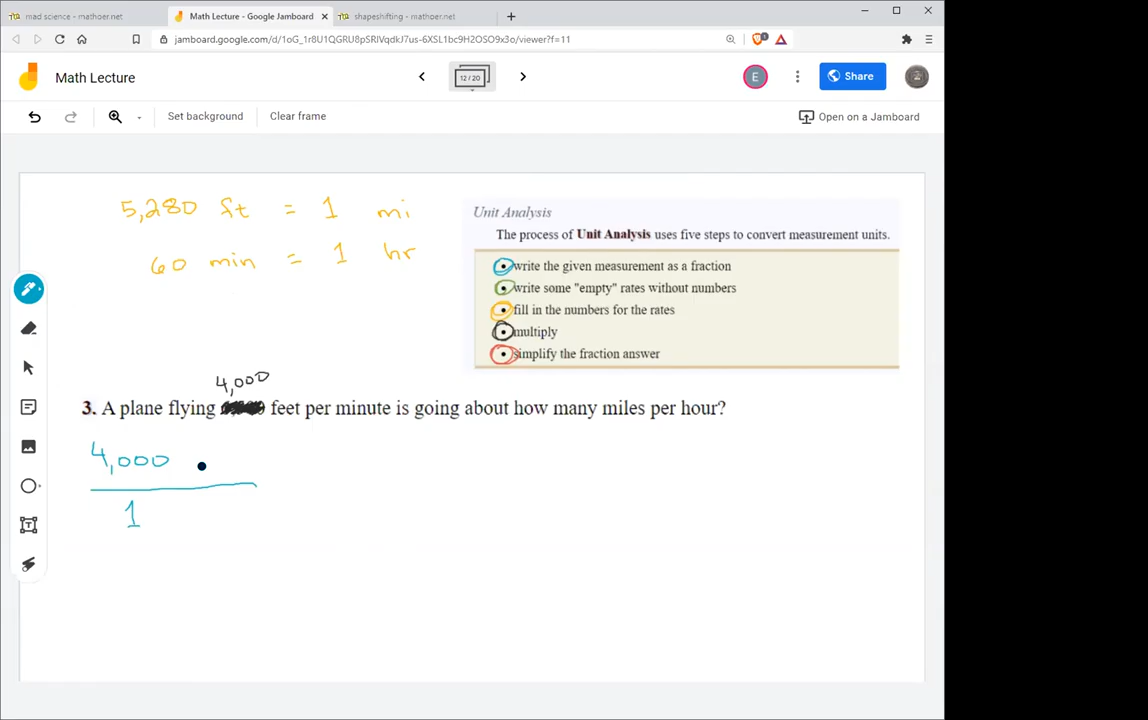 mad science - mathoer.net
Math Lecture - Google Jamboard
shapeshifting - mathoer.net
jamboard.google.com/d/1oG_1r8U1QGRU8pSRIVqdkJ7us-6XSL1bc9H2OSO9x3o/viewer?f=11
Math Lecture
12 / 20
E
Share
Set background
Clear frame
Open on a Jamboard
5,280 ft = 1 mi
60 min = 1 hr
Unit Analysis
The process of Unit Analysis uses five steps to convert measurement units.
write the given measurement as a fraction
write some "empty" rates without numbers
fill in the numbers for the rates
multiply
simplify the fraction answer
4,000
3. A plane flying feet per minute is going about how many miles per hour?
4,000
1